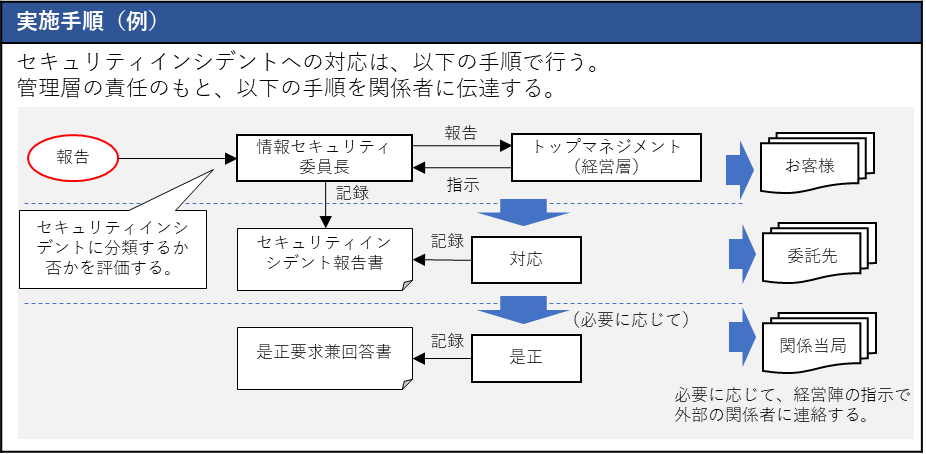 実施手順（例）
セキュリティインシデントへの対応は、以下の手順で行う。
管理層の責任のもと、以下の手順を関係者に伝達する。
報告
情報セキュリティ
委員長
報告
指示
トップマネジメント
（経営層）
お客様
記録
セキュリティインシ
デントに分類するか
否かを評価する。
セキュリティイン
シデント報告書
記録
対応
委託先
（必要に応じて）
是正要求兼回答書
記録
是正
関係当局
必要に応じて、経営陣の指示で
外部の関係者に連絡する。